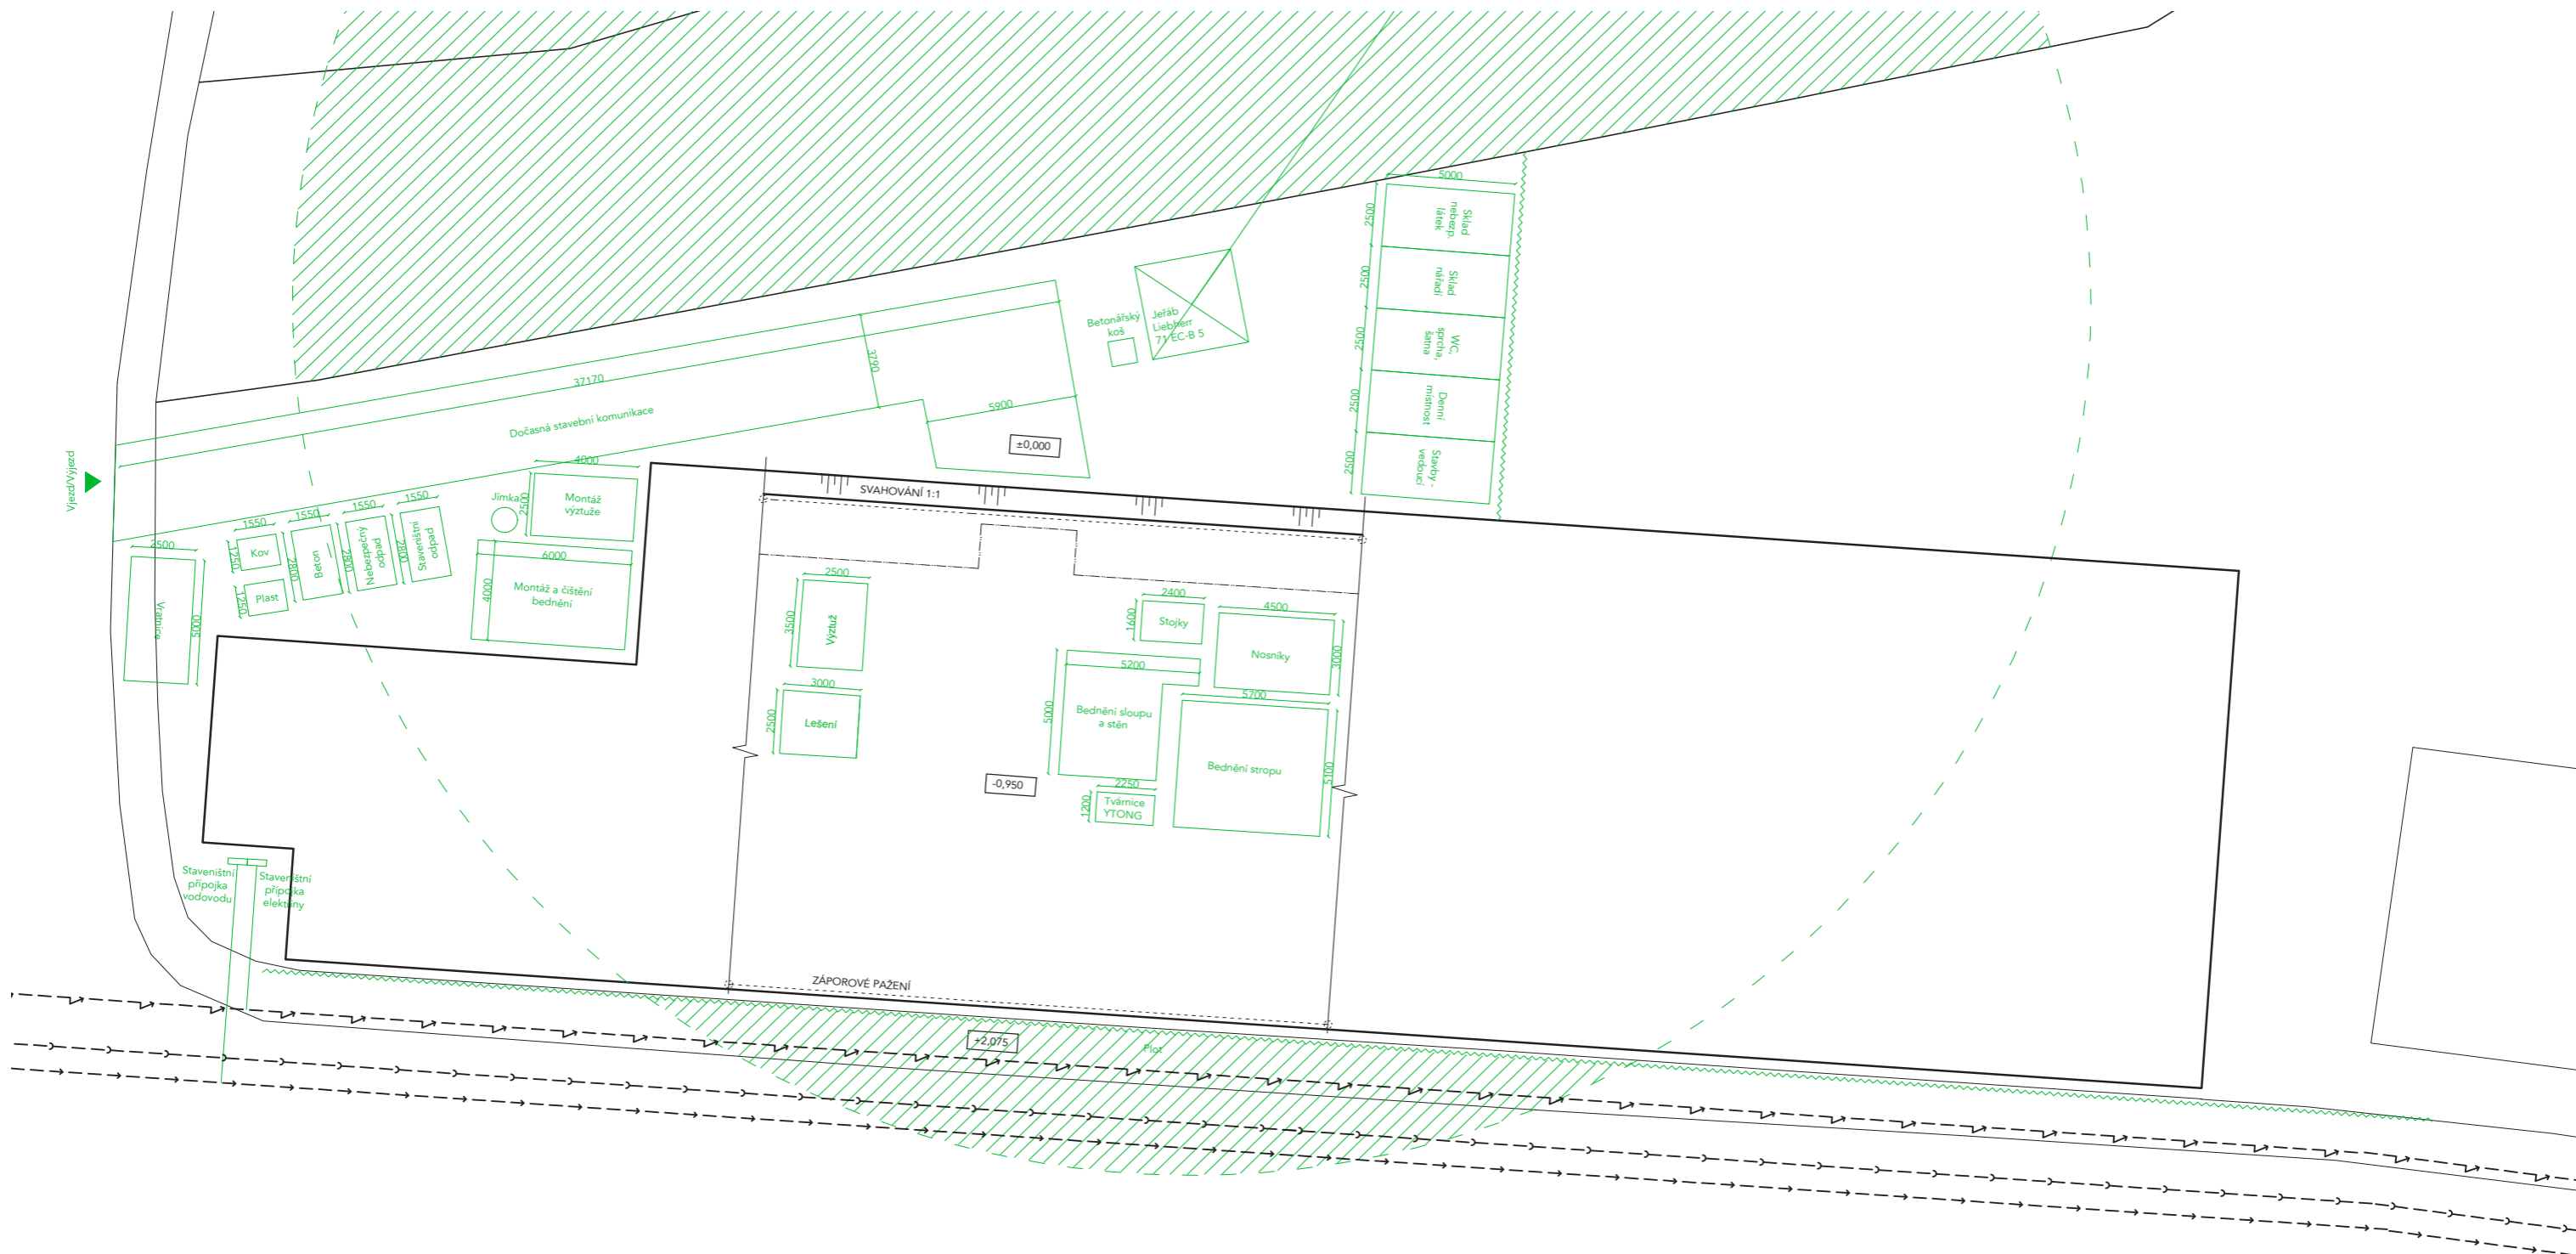 5000
2500
Sklad
nebezp.
látek
2500
Sklad
nářadí
2500
WC,
sprcha,
šatna
2500
Denní
místnost
2500
Stavby -
vedoucí
Betonářský
koš
Jeřáb
Liebherr
71 EC-B 5
37170
3790
Dočasná stavební komunikace
5900
±0,000
Vjezd/Výjezd
4000
2500
Montáž
výztuže
Jímka
1550
1550
1550
1550
1250
Kov
2800
Beton
2800
Nebezpečný
odpad
2800
Staveništní
odpad
1250
Plast
2500
Vrátnice
5000
6000
4000
Montáž a čištění
bednění
SVAHOVÁNÍ 1:1
2500
3500
Výztuž
3000
2500
Lešení
2400
1600
Stojky
4500
Nosníky
3000
5200
5000
Bednění sloupu
a stěn
5700
Bednění stropu
5100
2250
1200
Tvárnice
YTONG
-0,950
Staveništní
přípojka
vodovodu
Staveništní
přípojka
elektřiny
ZÁPOROVÉ PAŽENÍ
+2,075
Plot